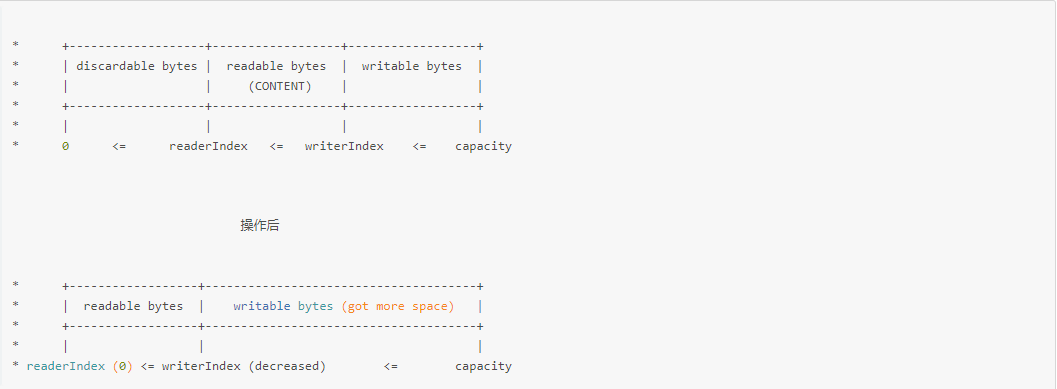 *      +-------------------+------------------+------------------+
*      | discardable bytes |  readable bytes  |  writable bytes  |
*      |                   |     (CONTENT)    |                  |
*      +-------------------+------------------+------------------+
*      |                   |                  |                  |
*      0      <=      readerIndex   <=   writerIndex    <=    capacity
操作后
*      +------------------+--------------------------------------+
*      |  readable bytes  |    writable bytes (got more space)   |
*      +------------------+--------------------------------------+
*      |                  |                                      |
* readerIndex (0) <= writerIndex (decreased)        <=        capacity